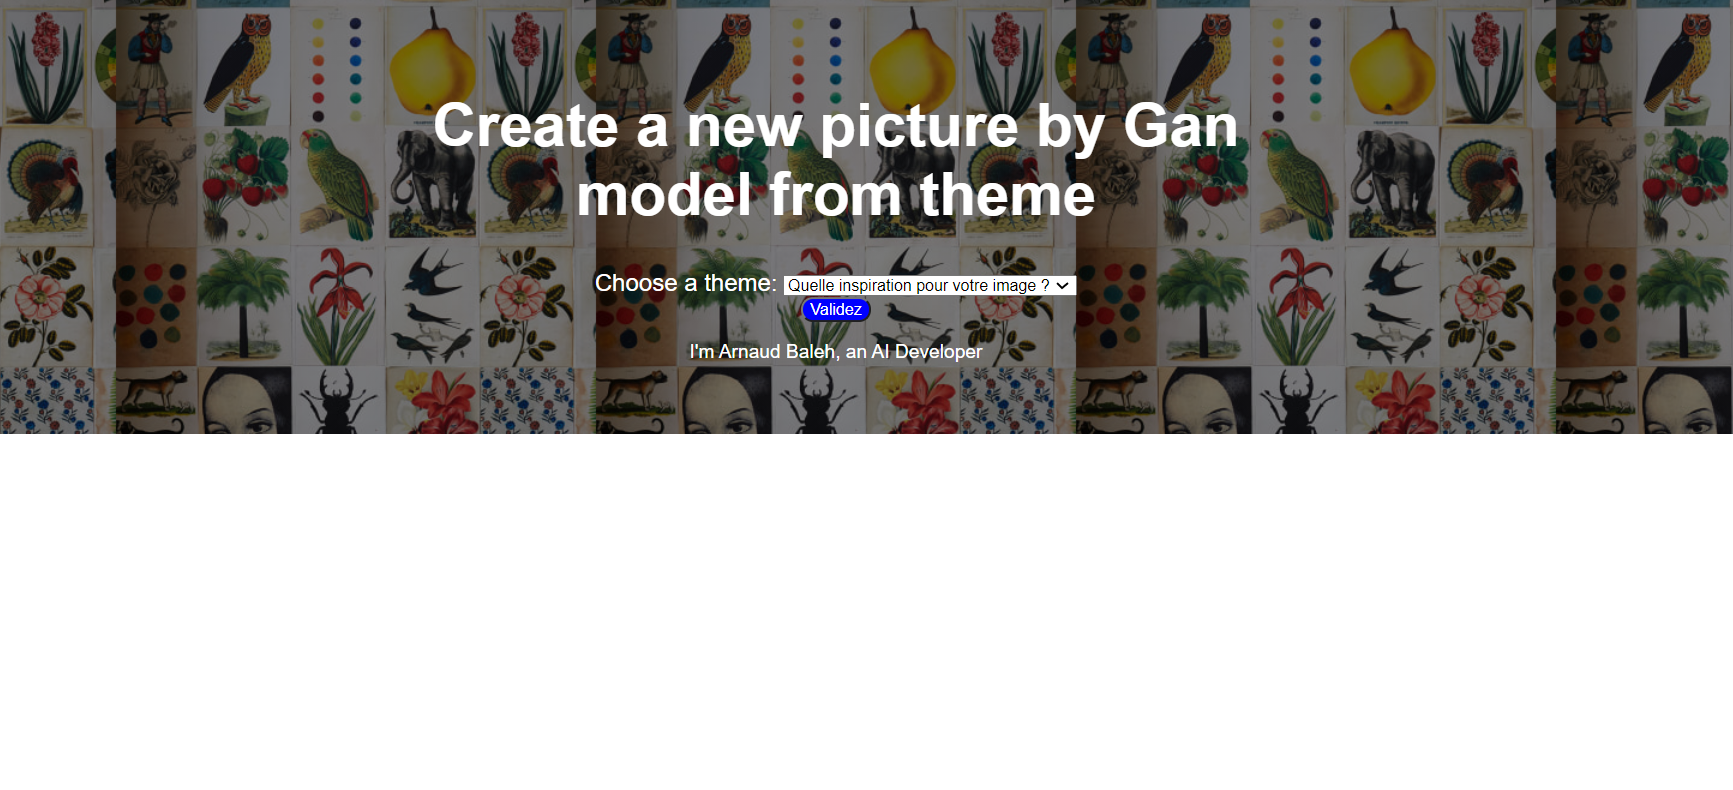 Create a new picture by Gan
model from theme
Choose a theme: Quelle inspiration pour votre image ?
Validez
I'm Arnaud Baleh, an AI Developer